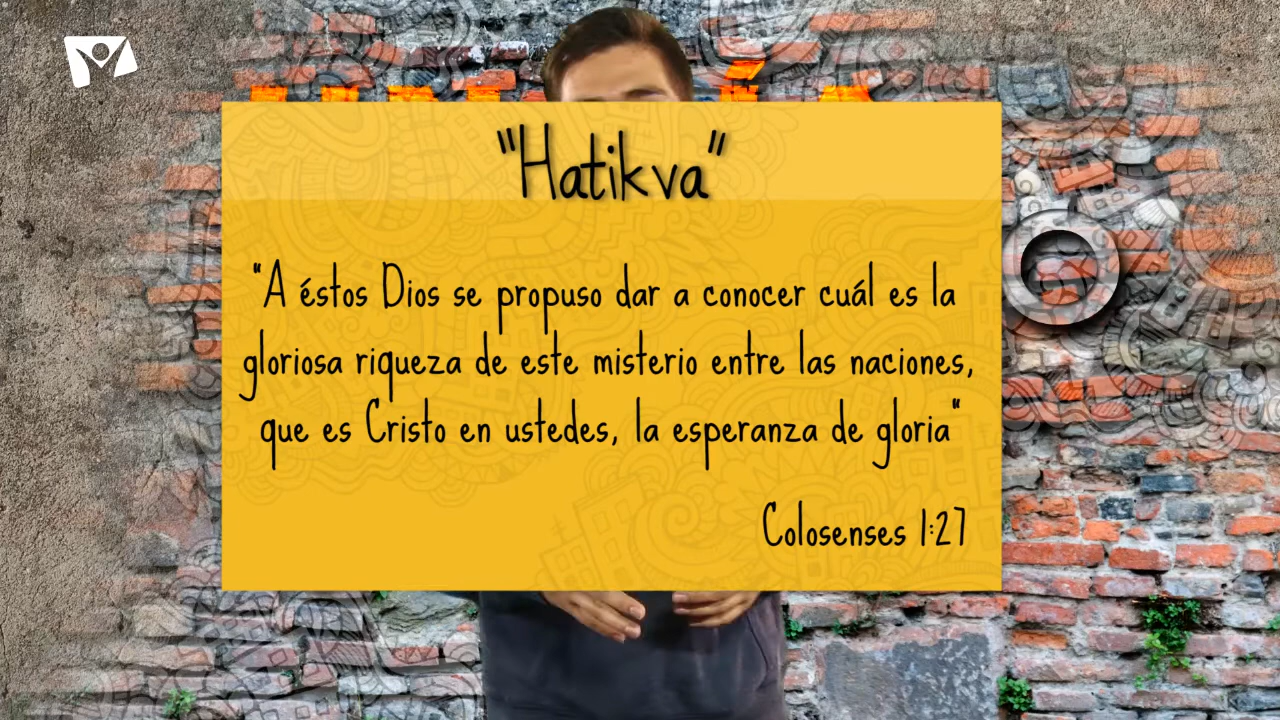 "Hatikva"
"A éstos Dios se propuso dar a conocer cuál es la
gloriosa riqueza de este misterio entre las naciones,
que es Cristo en ustedes, la esperanza de gloria"
Colosenses 1:27